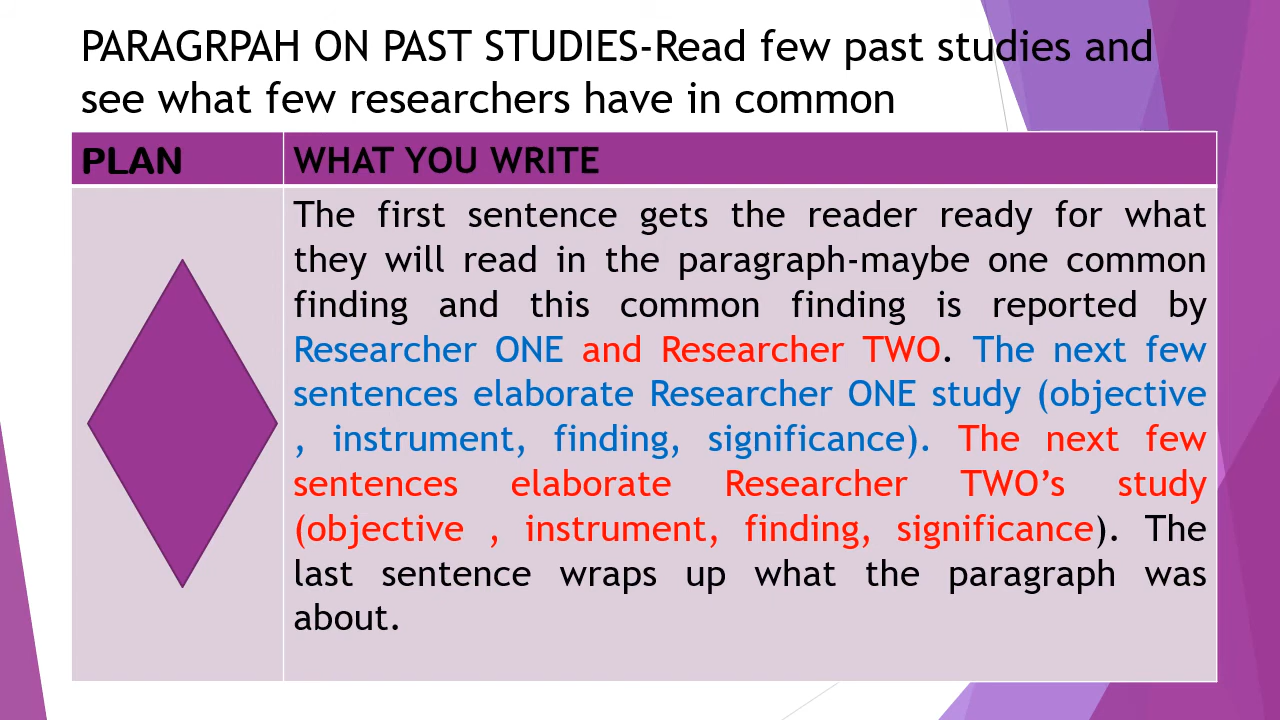 PARAGRPAH ON PAST STUDIES-Read few past studies and
see what few researchers have in common
PLAN
WHAT YOU WRITE
The first sentence gets the reader ready for what
they will read in the paragraph-maybe one common
finding and this common finding is reported by
Researcher ONE and Researcher TWO. The next few
sentences elaborate Researcher ONE study (objective
, instrument, finding, significance). The next few
sentences elaborate Researcher TWO’s study
(objective , instrument, finding, significance). The
last sentence wraps up what the paragraph was
about.